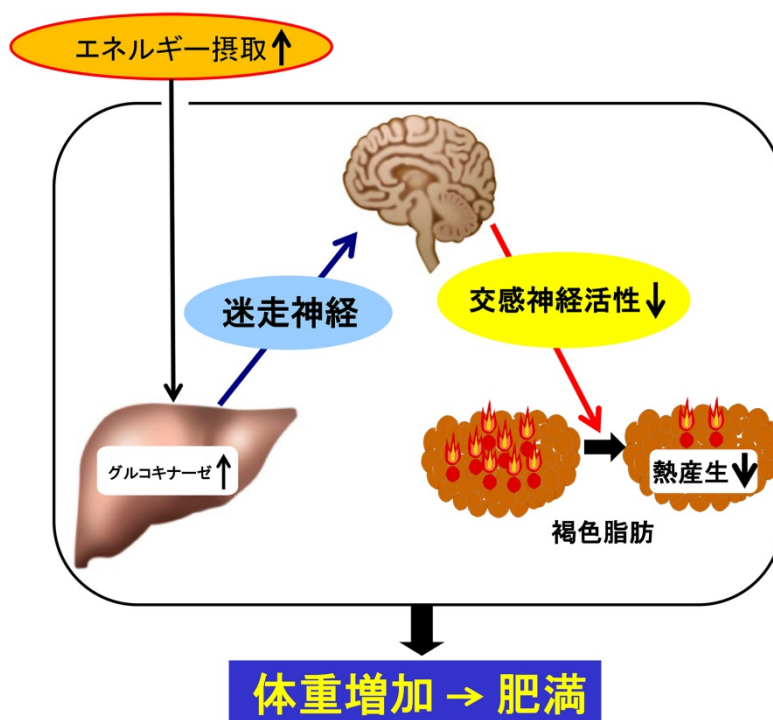 エネルギー摂取↑
迷走神経
交感神経活性↓
グルコキナーゼ↑
熱産生↓
褐色脂肪
体重増加→肥満